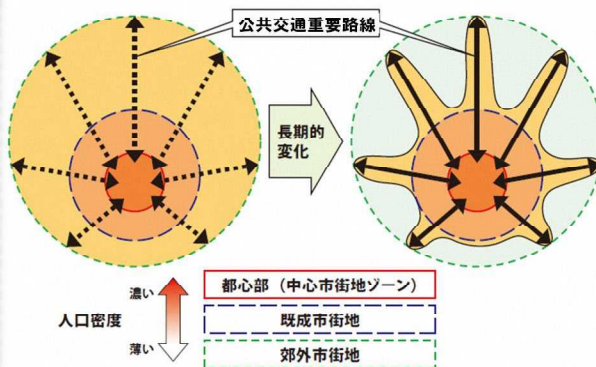 公共交通重要路線
長期的
変化
濃い
人口密度
薄い
都心部（中心市街地ゾーン）
既成市街地
郊外市街地